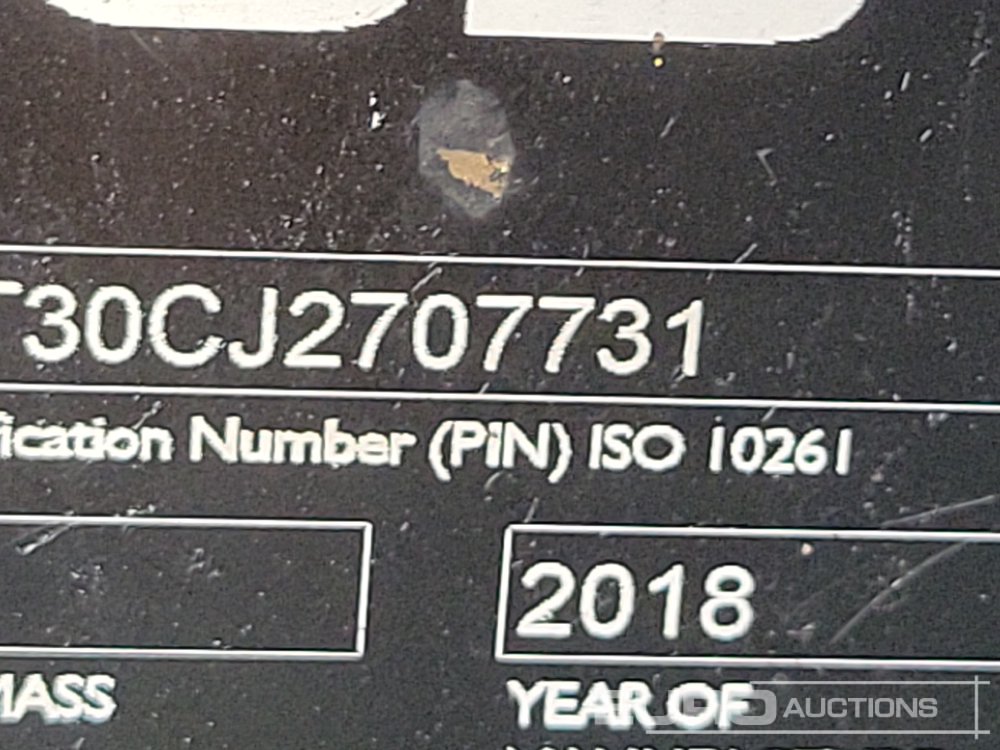 T30CJ2707731
ication Number (PIN) ISO 10261
2018
MASS
YEAR OF
AUCTIONS